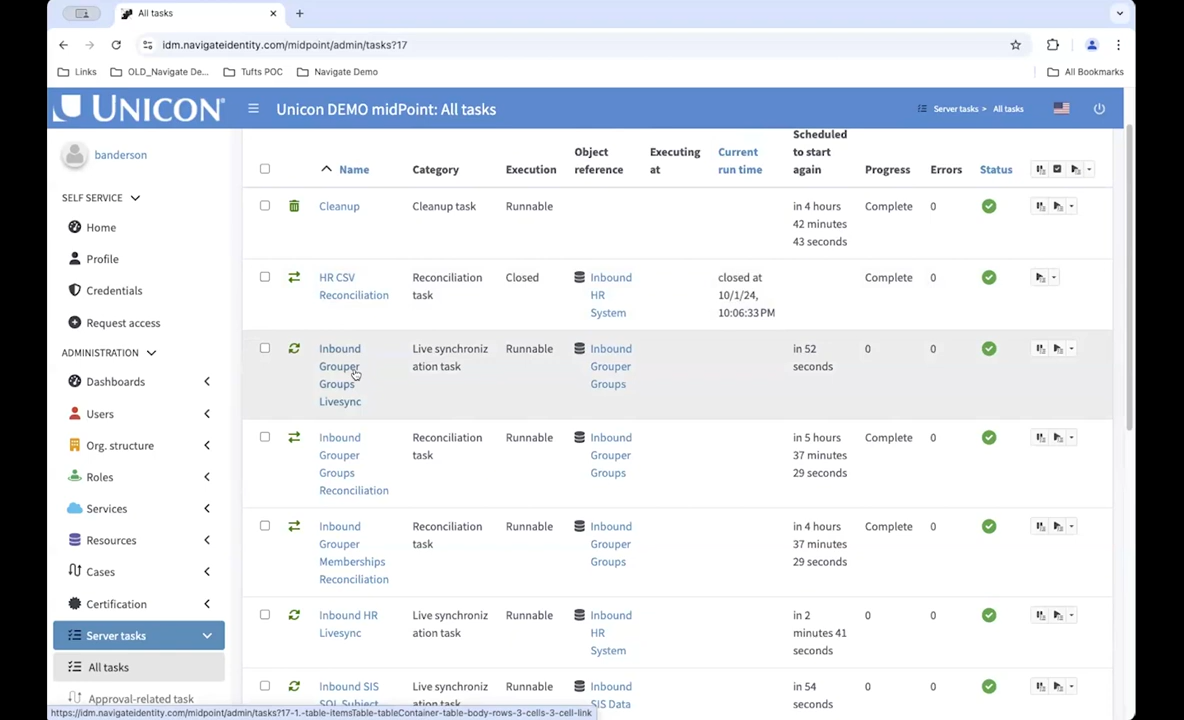 All tasks
idm.navigateidentity.com/midpoint/admin/tasks?17
Links
OLD_Navigate De...
Tufts POC
Navigate Demo
All Bookmarks
UNICON
Unicon DEMO midPoint: All tasks
Server tasks >
All tasks
banderson
SELF SERVICE
Home
Profile
Credentials
Request access
ADMINISTRATION
Dashboards
Users
Org. structure
Roles
Services
Resources
Cases
Certification
Server tasks
All tasks
Approval-related task
Name
Category
Execution
Object
reference
Executing
at
Current
run time
Scheduled
to start
again
Progress
Errors
Status
Cleanup
Cleanup task
Runnable
in 4 hours
42 minutes
43 seconds
Complete
0
HR CSV
Reconciliation
Reconciliation
task
Closed
Inbound
HR
System
closed at
10/1/24,
10:06:33 PM
Complete
0
Inbound
Grouper
Groups
Livesync
Live synchroniz
ation task
Runnable
Inbound
Grouper
Groups
in 52
seconds
0
0
Inbound
Grouper
Groups
Reconciliation
Reconciliation
task
Runnable
Inbound
Grouper
Groups
in 5 hours
37 minutes
29 seconds
Complete
0
Inbound
Grouper
Memberships
Reconciliation
Reconciliation
task
Runnable
Inbound
Grouper
Groups
in 4 hours
37 minutes
29 seconds
Complete
0
Inbound HR
Livesync
Live synchroniz
ation task
Runnable
Inbound
HR
System
in 2
minutes 41
seconds
0
0
Inbound SIS
SQL Subject
Live synchroniz
ation task
Runnable
Inbound
SIS Data
in 54
seconds
0
0
https://idm.navigateidentity.com/midpoint/admin/tasks?17-1.-table-itemsTable-tableContainer-table-body-rows-3-cells-3-cell-link